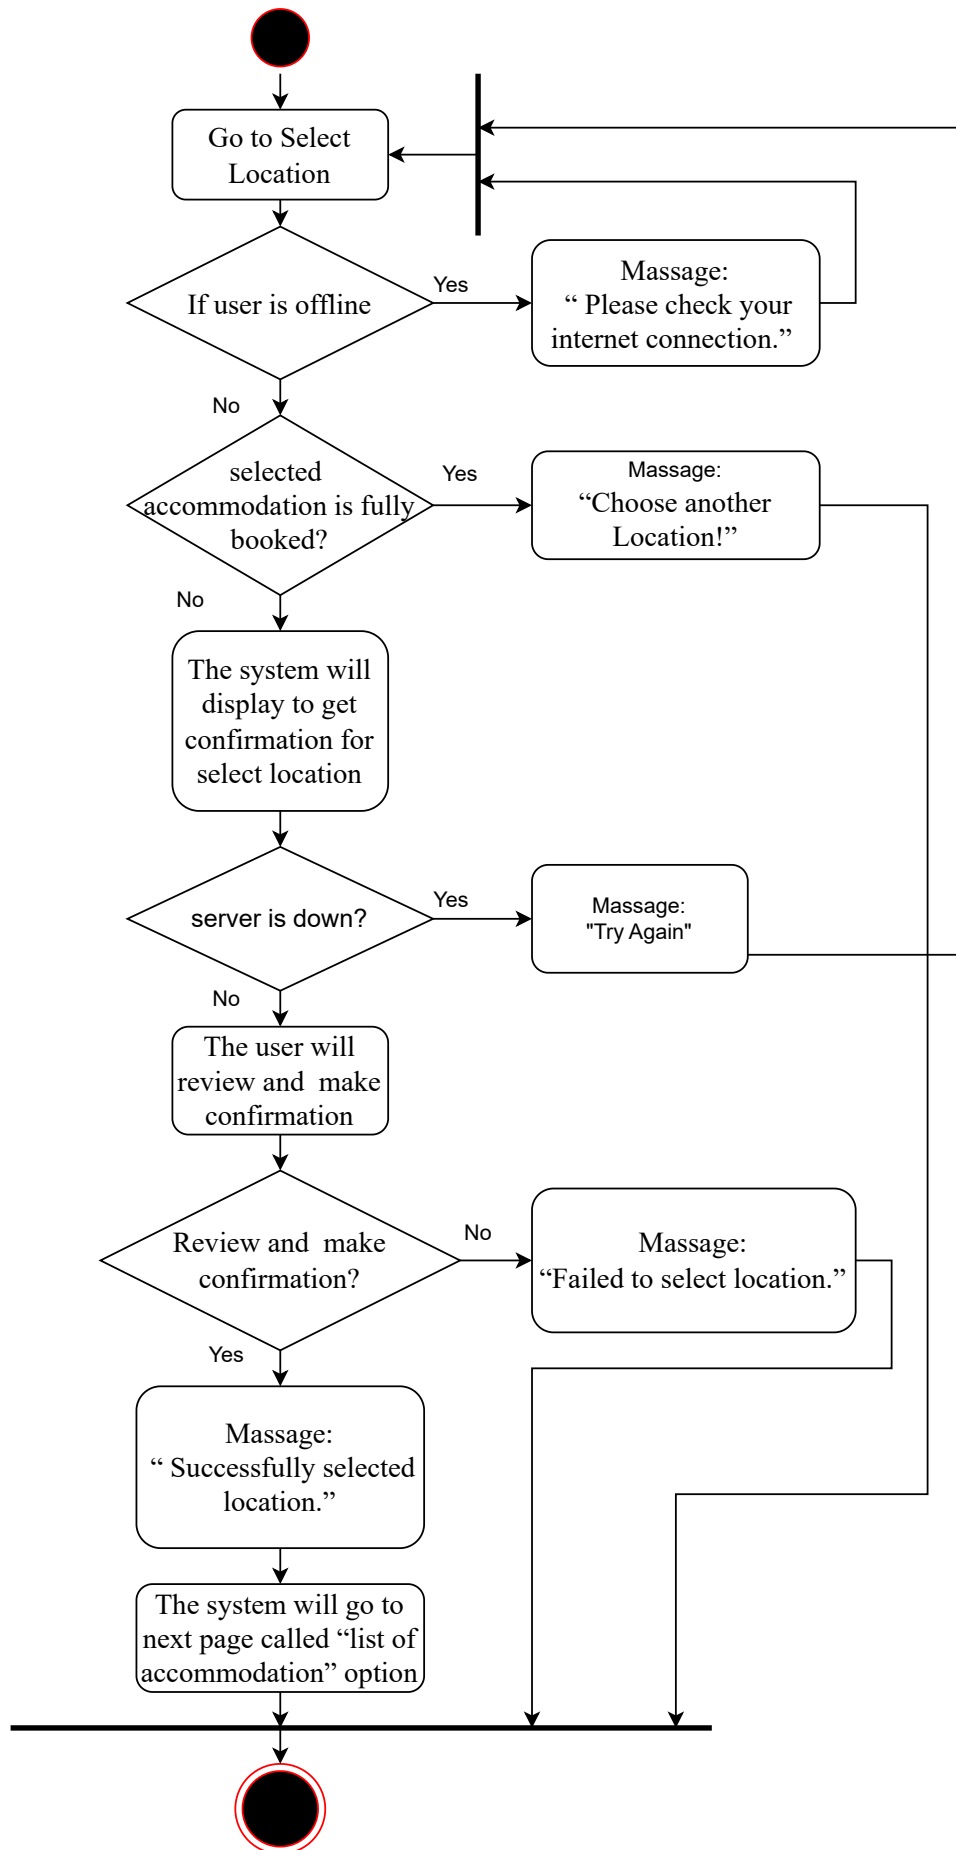 Go to Select
Location
If user is offline
Yes
Massage:
“ Please check your
internet connection.”
No
selected
accommodation is fully
booked?
Yes
Massage:
“Choose another
Location!”
No
The system will
display to get
confirmation for
select location
server is down?
Yes
Massage:
"Try Again"
No
The user will
review and  make
confirmation
Review and  make
confirmation?
No
Massage:
“Failed to select location.”
Yes
Massage:
“ Successfully selected
location.”
The system will go to
next page called “list of
accommodation” option